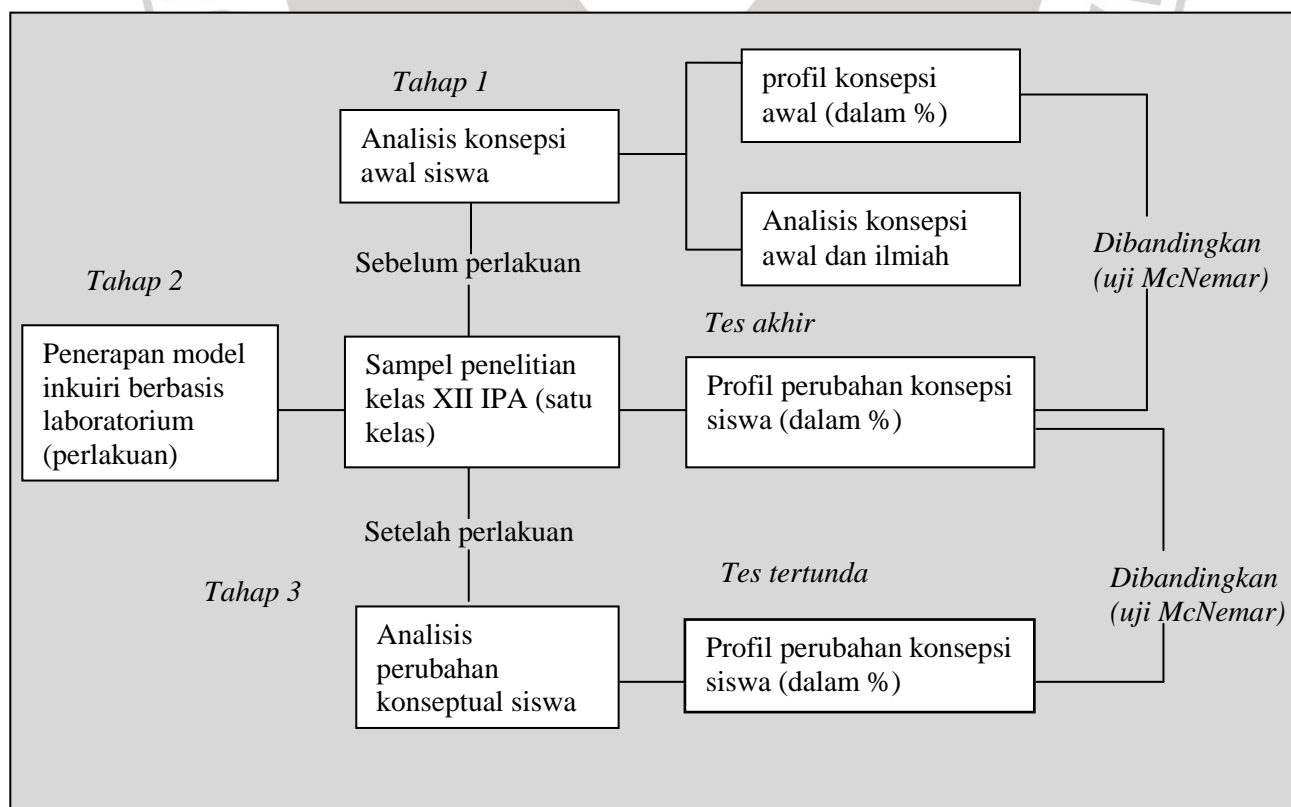 Tahap 1
Analisis konsepsi
awal siswa
profil konsepsi
awal (dalam %)
Analisis konsepsi
awal dan ilmiah
Dibandingkan
(uji McNemar)
Sebelum perlakuan
Tahap 2
Penerapan model
inkuiri berbasis
laboratorium
(perlakuan)
Sampel penelitian
kelas XII IPA (satu
kelas)
Tes akhir
Profil perubahan konsepsi
siswa (dalam %)
Setelah perlakuan
Tahap 3
Analisis
perubahan
konseptual siswa
Tes tertunda
Profil perubahan konsepsi
siswa (dalam %)
Dibandingkan
(uji McNemar)